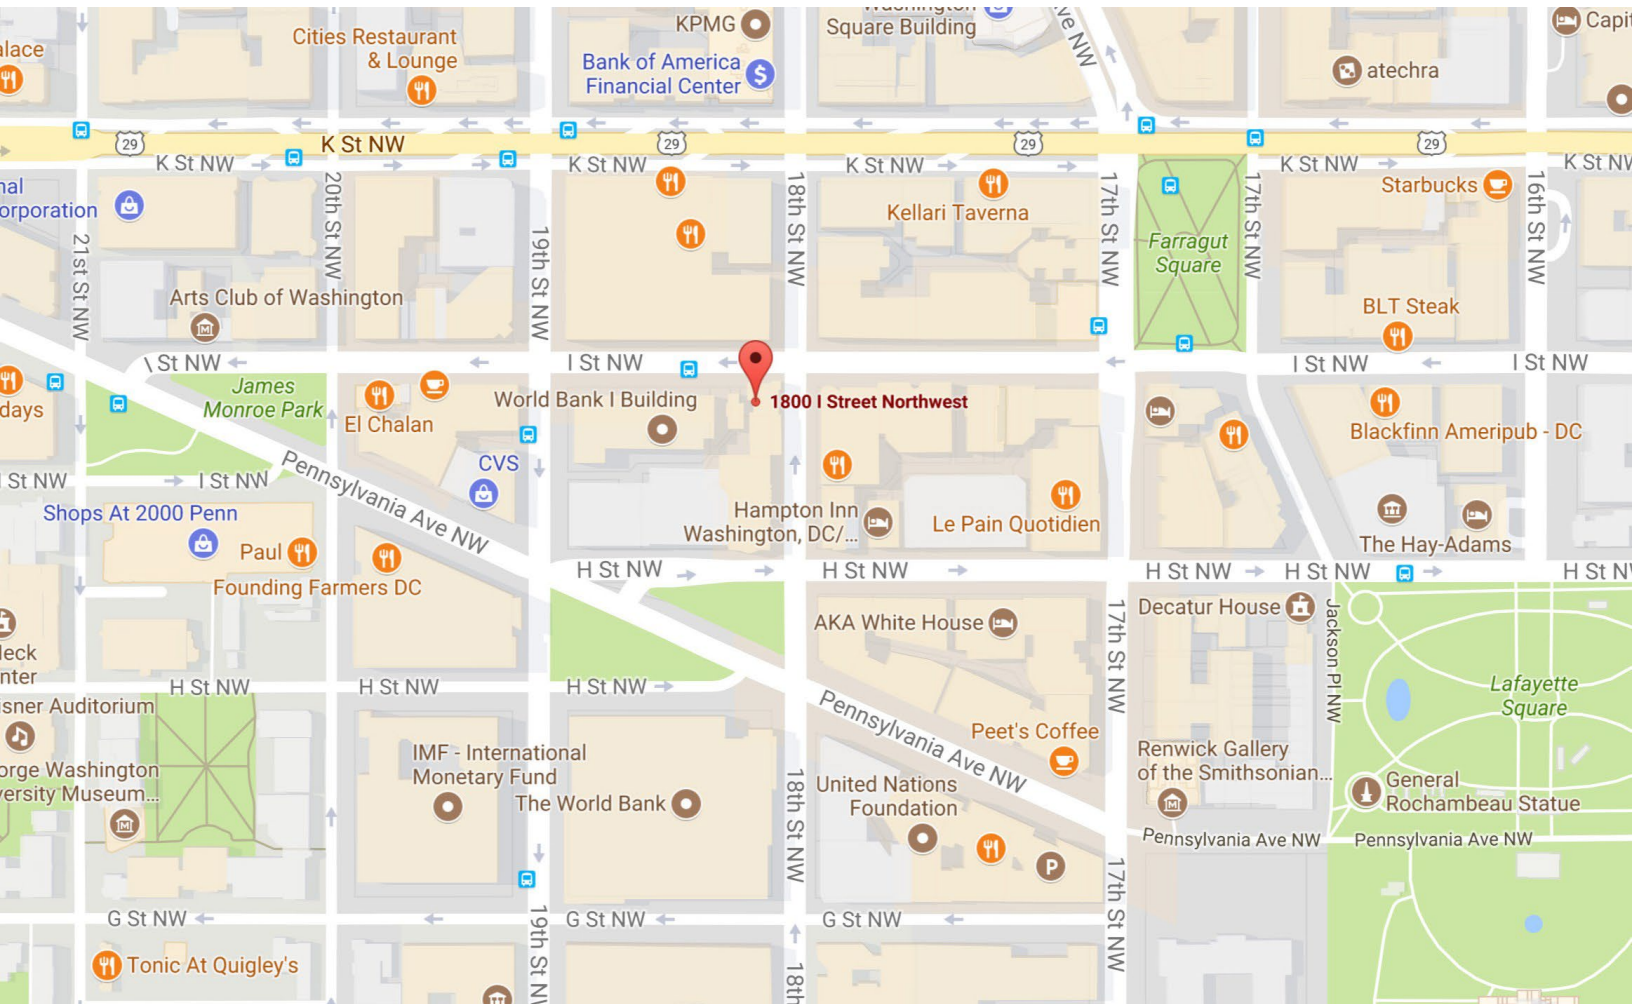 KPMG
Washington
Square Building
ve NW
Capit
alace
Cities Restaurant
& Lounge
Bank of America
Financial Center
$
atechra
29
K St NW
29
29
29
K St NW
K St NW
K St NW
K St NW
K St NW
nal
orporation
20th St NW
18th St NW
17th St NW
17th St NW
16th St NW
Starbucks
Kellari Taverna
21st St NW
19th St NW
Farragut
Square
Arts Club of Washington
BLT Steak
I St NW
I St NW
I St NW
I St NW
James
Monroe Park
days
El Chalan
World Bank I Building
1800 I Street Northwest
Blackfinn Ameripub - DC
CVS
Pennsylvania Ave NW
I St NW
I St NW
Shops At 2000 Penn
Hampton Inn
Washington, DC/...
Le Pain Quotidien
The Hay-Adams
Paul
Founding Farmers DC
H St NW
H St NW
H St NW
H St NW
H St NW
AKA White House
17th St NW
Decatur House
Jackson Pl NW
leck
nter
H St NW
H St NW
H St NW
Lafayette
Square
isner Auditorium
Pennsylvania Ave NW
Peet's Coffee
IMF - International
Monetary Fund
Renwick Gallery
of the Smithsonian...
orge Washington
versity Museum...
The World Bank
18th St NW
United Nations
Foundation
General
Rochambeau Statue
Pennsylvania Ave NW
Pennsylvania Ave NW
P
17th St NW
G St NW
G St NW
G St NW
19th St NW
18th
Tonic At Quigley's